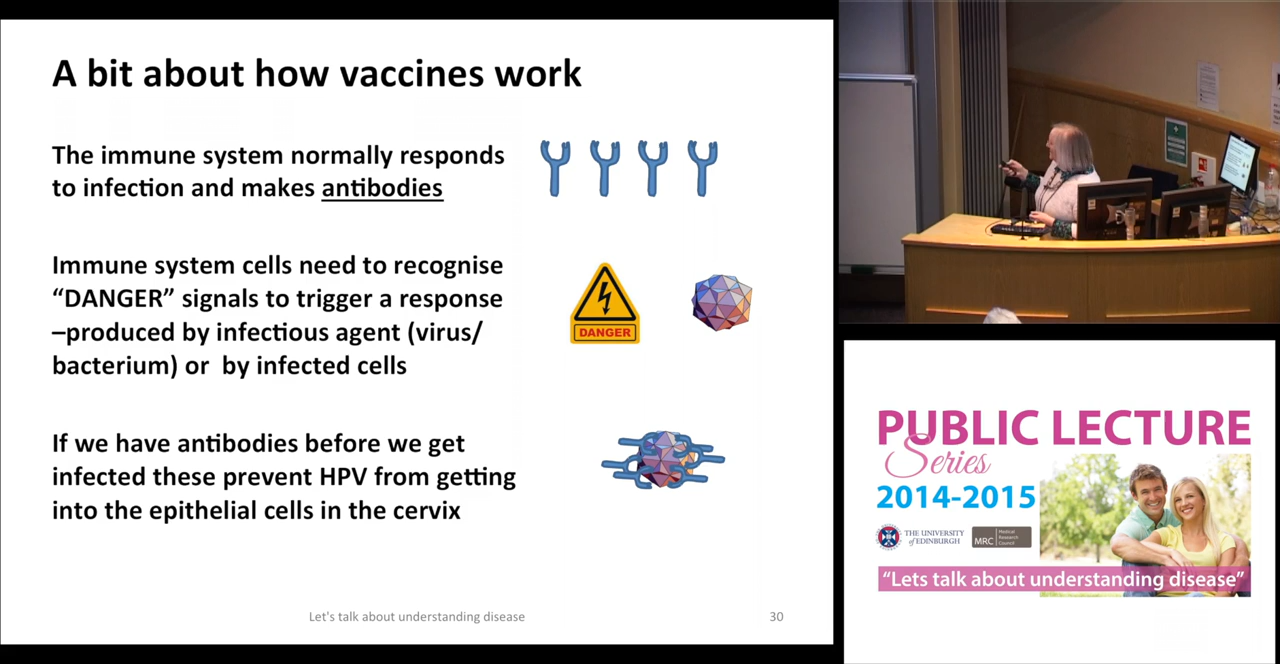 A bit about how vaccines work
The immune system normally responds
to infection and makes antibodies
Immune system cells need to recognise
“DANGER” signals to trigger a response
–produced by infectious agent (virus/
bacterium) or  by infected cells
DANGER
If we have antibodies before we get
infected these prevent HPV from getting
into the epithelial cells in the cervix
Let's talk about understanding disease
30
PUBLIC LECTURE
Series
2014-2015
THE UNIVERSITY
of EDINBURGH
MRC
Medical
Research
Council
“Lets talk about understanding disease”